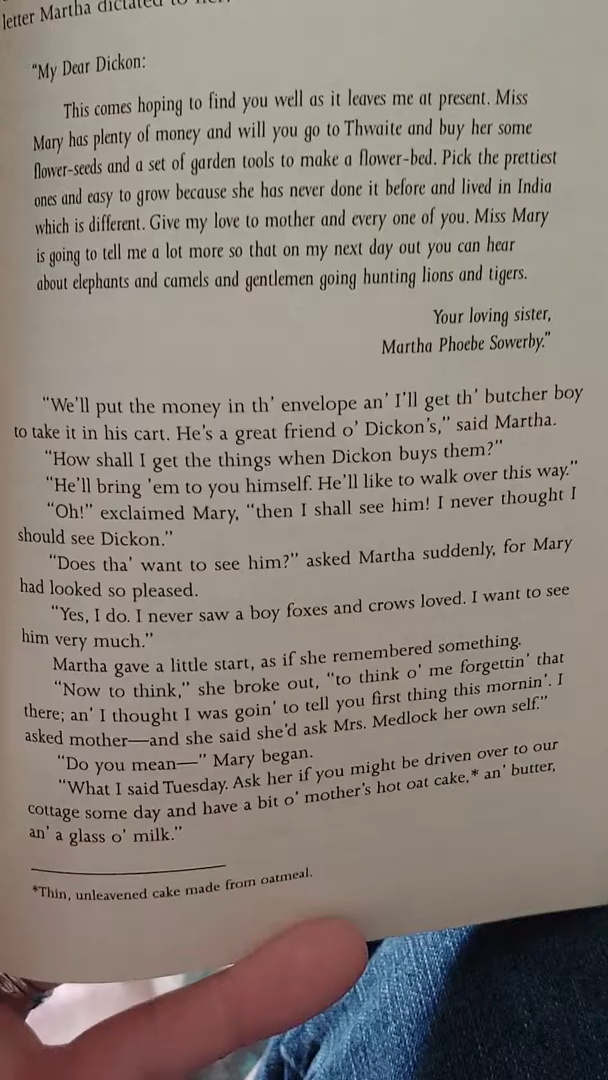 letter Martha dictated to her:
"My Dear Dickon:
This comes hoping to find you well as it leaves me at present. Miss
Mary has plenty of money and will you go to Thwaite and buy her some
flower-seeds and a set of garden tools to make a flower-bed. Pick the prettiest
ones and easy to grow because she has never done it before and lived in India
which is different. Give my love to mother and every one of you. Miss Mary
is going to tell me a lot more so that on my next day out you can hear
about elephants and camels and gentlemen going hunting lions and tigers.
Your loving sister,
Martha Phoebe Sowerby."
"We'll put the money in th' envelope an' I'll get th' butcher boy
to take it in his cart. He's a great friend o' Dickon's," said Martha.
"How shall I get the things when Dickon buys them?"
"He'll bring 'em to you himself. He'll like to walk over this way."
"Oh!" exclaimed Mary, "then I shall see him! I never thought I
should see Dickon."
"Does tha' want to see him?" asked Martha suddenly, for Mary
had looked so pleased.
"Yes, I do. I never saw a boy foxes and crows loved. I want to see
him very much."
Martha gave a little start, as if she remembered something.
"Now to think," she broke out, "to think o' me forgettin' that
there; an' I thought I was goin' to tell you first thing this mornin'. I
asked mother—and she said she'd ask Mrs. Medlock her own self."
"Do you mean—" Mary began.
"What I said Tuesday. Ask her if you might be driven over to our
cottage some day and have a bit o' mother's hot oat cake,* an' butter,
an' a glass o' milk."
*Thin, unleavened cake made from oatmeal.